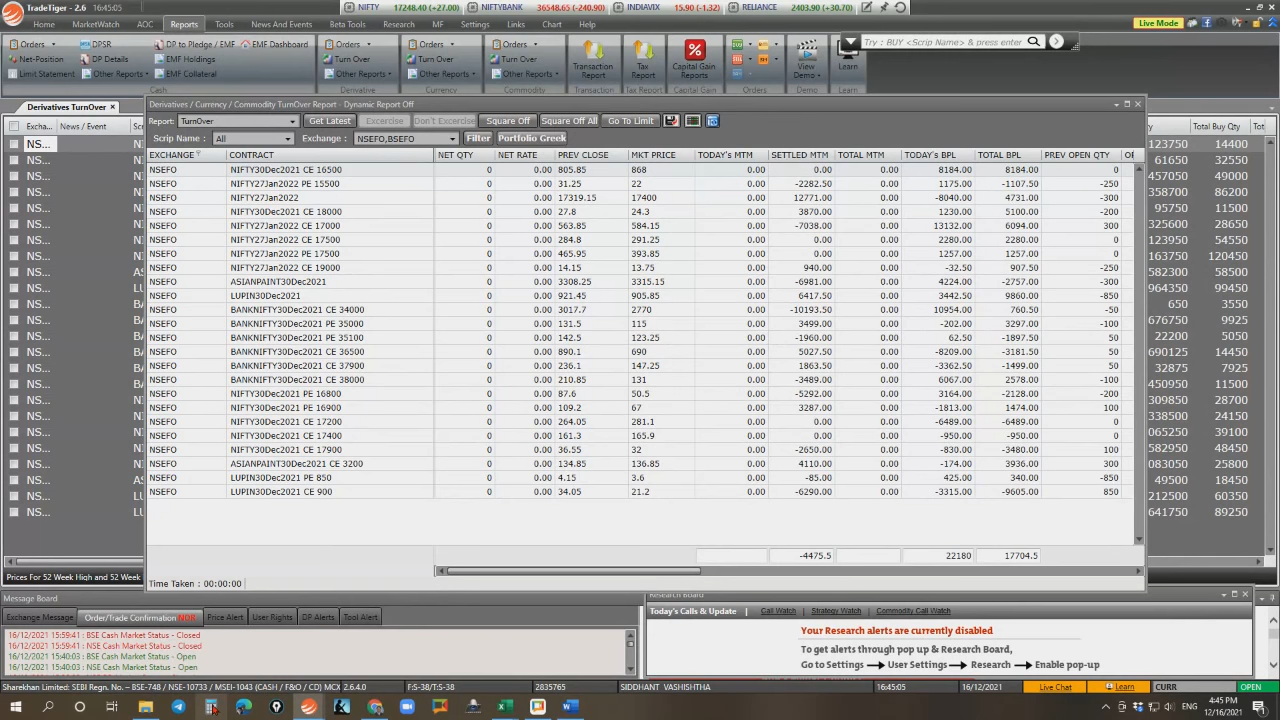 TradeTiger - 2.6
NIFTY 17248.40 (+27.00) NIFTYBANK 36548.65 (-240.90) INDIAVIX 15.90 (-1.32) RELIANCE 2403.90 (+30.70)
Home MarketWatch AOC Reports Tools News And Events Beta Tools Research MF Settings Links Chart Help
Live Mode
Orders DPSR DP to Pledge/EMF EMF Dashboard Orders Orders Orders
Net-Position DP Details EMF Holdings Turn Over Turn Over Turn Over
Limit Statement Other Reports EMF Collateral Other Reports Other Reports Other Reports
Transaction Report Tax Report Capital Gain Reports View Demo Learn
Try : BUY <Scrip Name & press enter
Cash Derivative Currency Commodity Transaction Tax Report Demo Learn
Derivatives TurnOver
Derivatives / Currency / Commodity TurnOver Report - Dynamic Report Off
Report: TurnOver Get Latest Excercise Don't Excercise Square Off Square Off All Go To Limit
Scrip Name : All Exchange : NSEFO,BSEFO Filter Portfolio Greek
Excha... News / Event
Total Buy Qty
EXCHANGE CONTRACT NET QTY NET RATE PREV CLOSE MKT PRICE TODAY'S MTM SETTLED MTM TOTAL MTM TODAY'S BPL TOTAL BPL PREV OPEN QTY
NSEFO NIFTY30Dec2021 CE 16500 0 0.00 805.85 868 0.00 0.00 0.00 8184.00 8184.00 0
NSEFO NIFTY27Jan2022 PE 15500 0 0.00 31.25 22 0.00 -2282.50 0.00 1175.00 -1107.50 -250
NSEFO NIFTY27Jan2022 0 0.00 17319.15 17400 0.00 12771.00 0.00 -8040.00 4731.00 -300
NSEFO NIFTY30Dec2021 CE 18000 0 0.00 27.8 24.3 0.00 3870.00 0.00 1230.00 5100.00 -200
NSEFO NIFTY27Jan2022 CE 17000 0 0.00 563.85 584.15 0.00 -7038.00 0.00 13132.00 6094.00 300
NSEFO NIFTY27Jan2022 CE 17500 0 0.00 284.8 291.25 0.00 0.00 0.00 2280.00 2280.00 0
NSEFO NIFTY27Jan2022 PE 17500 0 0.00 465.95 393.85 0.00 0.00 0.00 1257.00 1257.00 0
NSEFO NIFTY27Jan2022 CE 19000 0 0.00 14.15 13.75 0.00 940.00 0.00 -32.50 907.50 -250
NSEFO ASIANPAINT30Dec2021 0 0.00 3308.25 3315.15 0.00 -6981.00 0.00 4224.00 -2757.00 -300
NSEFO LUPIN30Dec2021 0 0.00 921.45 905.85 0.00 6417.50 0.00 3442.50 9860.00 -850
NSEFO BANKNIFTY30Dec2021 CE 34000 0 0.00 3017.7 2770 0.00 -10193.50 0.00 10954.00 760.50 -50
NSEFO BANKNIFTY30Dec2021 PE 35000 0 0.00 131.5 115 0.00 3499.00 0.00 -202.00 3297.00 -100
NSEFO BANKNIFTY30Dec2021 PE 35100 0 0.00 137.5 123.25 0.00 -1960.00 0.00 62.50 -1897.50 50
NSEFO BANKNIFTY30Dec2021 CE 36500 0 0.00 890.1 690 0.00 5027.50 0.00 -8209.00 -3181.50 50
NSEFO BANKNIFTY30Dec2021 CE 37900 0 0.00 236.1 147.25 0.00 1863.50 0.00 -3362.50 -1499.00 50
NSEFO BANKNIFTY30Dec2021 CE 38000 0 0.00 210.85 131 0.00 -3489.00 0.00 6067.00 2578.00 -100
NSEFO NIFTY30Dec2021 PE 16800 0 0.00 87.6 50.5 0.00 -5292.00 0.00 3164.00 -2128.00 -200
NSEFO NIFTY30Dec2021 PE 16900 0 0.00 109.2 67 0.00 3287.00 0.00 -1813.00 1474.00 100
NSEFO NIFTY30Dec2021 CE 17200 0 0.00 264.05 281.1 0.00 0.00 0.00 -6489.00 -6489.00 0
NSEFO NIFTY30Dec2021 CE 17400 0 0.00 161.3 165.9 0.00 0.00 0.00 -950.00 -950.00 0
NSEFO NIFTY30Dec2021 CE 17900 0 0.00 36.55 32 0.00 -2650.00 0.00 -830.00 -3480.00 100
NSEFO ASIANPAINT30Dec2021 CE 3200 0 0.00 134.85 136.85 0.00 4110.00 0.00 -174.00 3936.00 300
NSEFO LUPIN30Dec2021 PE 850 0 0.00 4.15 3.6 0.00 -85.00 0.00 425.00 340.00 -850
NSEFO LUPIN30Dec2021 CE 900 0 0.00 34.05 21.2 0.00 -6290.00 0.00 -3315.00 -9605.00 850
-4475.5 22180 17704.5
Time Taken : 00:00:00
123750 14400
61650 32550
457050 49000
358700 86200
95750 11500
325600 28650
123950 54550
163750 120450
582300 58500
964350 99450
650 3550
676750 9925
22200 5050
690125 14450
32875 7925
450950 11500
309850 20750
338500 24150
061000 39100
382750 48450
083050 25800
49500 71500
212500 60350
641750 89250
Prices For 52 Week High and 52 Week
Message Board
Exchange Message Order/Trade Confirmation Price Alert User Rights DP Alerts Tool Alert
16/12/2021 15:59:41 : BSE Cash Market Status - Closed
16/12/2021 15:59:41 : NSE Cash Market Status - Closed
16/12/2021 15:40:03 : NSE Cash Market Status - Open
16/12/2021 15:40:03 : BSE Cash Market Status - Open
Research Board
Today's Calls & Update Call Watch Strategy Watch Commodity Call Watch
Your Research alerts are currently disabled
To get alerts through pop up & Research Board,
Go to Settings User Settings Research Enable pop-up
Sharekhan Limited: SEBI Regn. No. – BSE-748 / NSE-10733 / MSEI-1043 (CASH / F&O / CD) MCX 2.6.4.0 F:S-38/T:S-38 2835765 SIDDHANT VASHISHTHA 16:45:05 16/12/2021 Live Chat Learn CURR OPEN
ENG 4:45 PM
12/16/2021